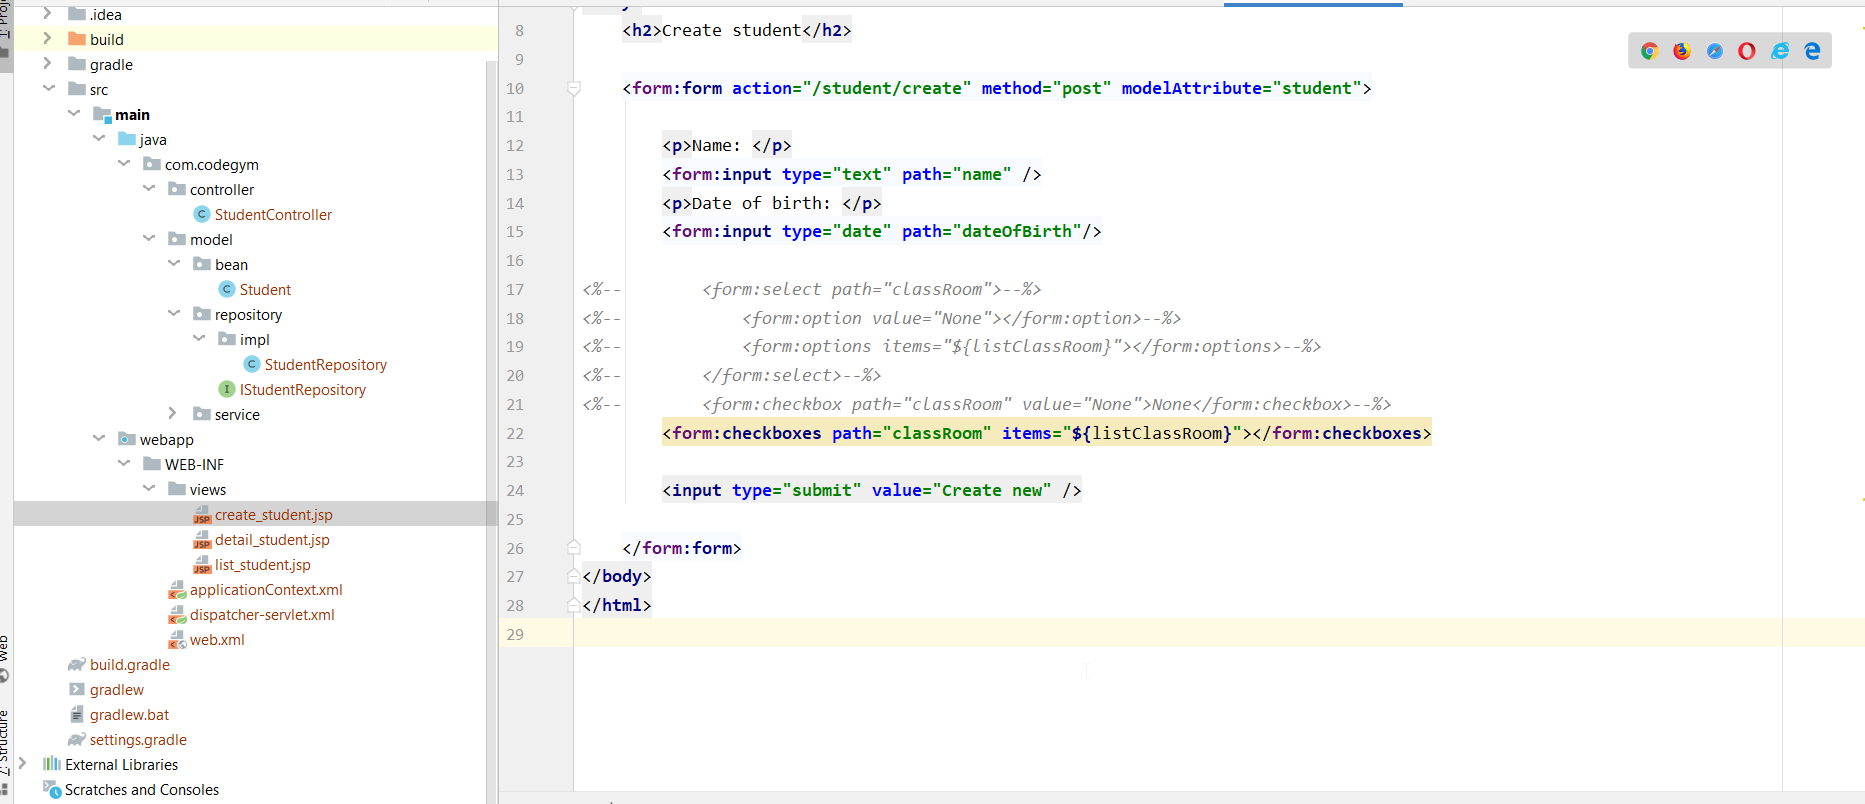 .idea
build
gradle
src
main
java
com.codegym
controller
StudentController
model
bean
Student
repository
impl
StudentRepository
IStudentRepository
service
webapp
WEB-INF
views
create_student.jsp
detail_student.jsp
list_student.jsp
applicationContext.xml
dispatcher-servlet.xml
web.xml
build.gradle
gradlew
gradlew.bat
settings.gradle
External Libraries
Scratches and Consoles
Web
7: Structure
8 <h2>Create student</h2>
9
10 <form:form action="/student/create" method="post" modelAttribute="student">
11
12 <p>Name: </p>
13 <form:input type="text" path="name" />
14 <p>Date of birth: </p>
15 <form:input type="date" path="dateOfBirth"/>
16
17 <%-- <form:select path="classRoom">--%>
18 <%-- <form:option value="None"></form:option>--%>
19 <%-- <form:options items="${listClassRoom}"></form:options>--%>
20 <%-- </form:select>--%>
21 <%-- <form:checkbox path="classRoom" value="None">None</form:checkbox>--%>
22 <form:checkboxes path="classRoom" items="${listClassRoom}"></form:checkboxes>
23
24 <input type="submit" value="Create new" />
25
26 </form:form>
27 </body>
28 </html>
29